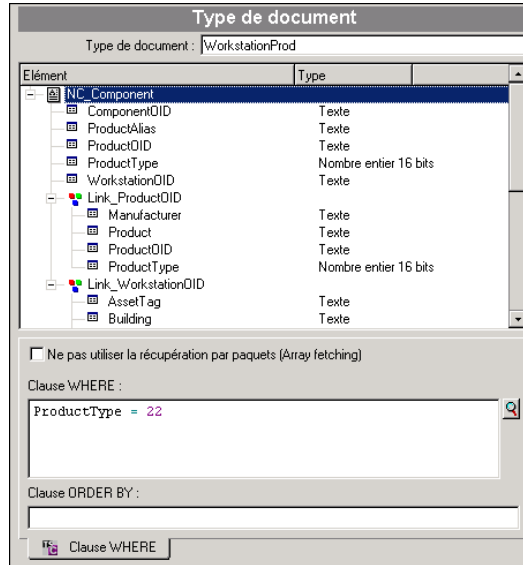 Type de document
Type de document : WorkstationProd
Elément Type
NC_Component
ComponentOID Texte
ProductAlias Texte
ProductOID Texte
ProductType Nombre entier 16 bits
WorkstationOID Texte
Link_ProductOID
Manufacturer Texte
Product Texte
ProductOID Texte
ProductType Nombre entier 16 bits
Link_WorkstationOID
AssetTag Texte
Building Texte
Ne pas utiliser la récupération par paquets (Array fetching)
Clause WHERE :
ProductType = 22
Clause ORDER BY :
Clause WHERE